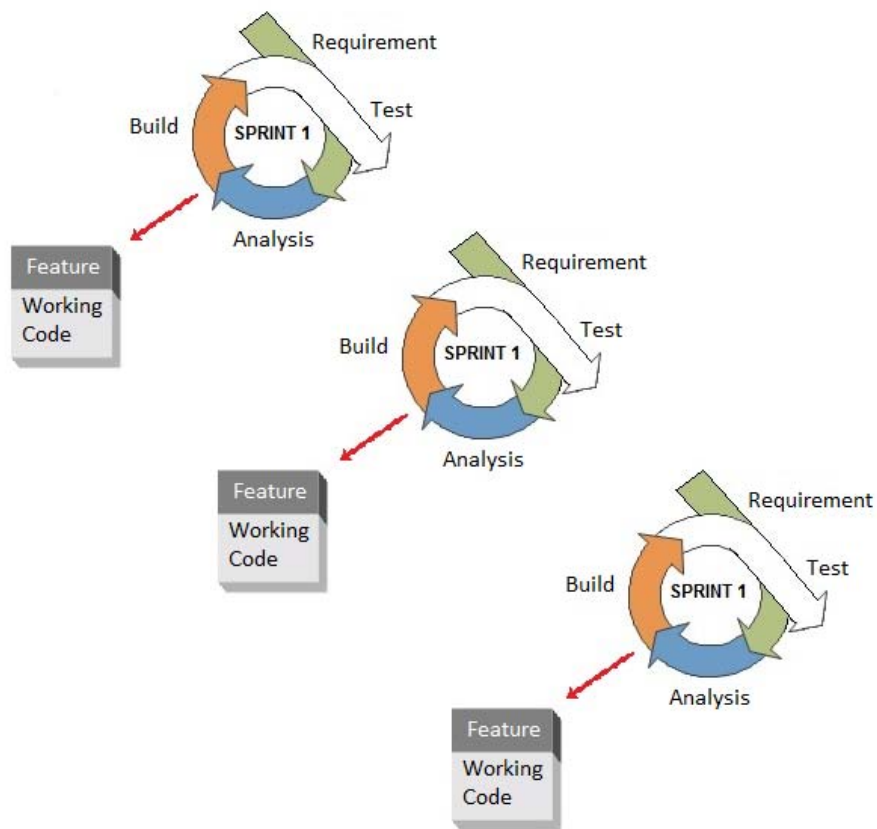 Requirement
Test
Build
SPRINT 1
Analysis
Feature
Working
Code
Requirement
Test
Build
SPRINT 1
Analysis
Feature
Working
Code
Requirement
Test
Build
SPRINT 1
Analysis
Feature
Working
Code